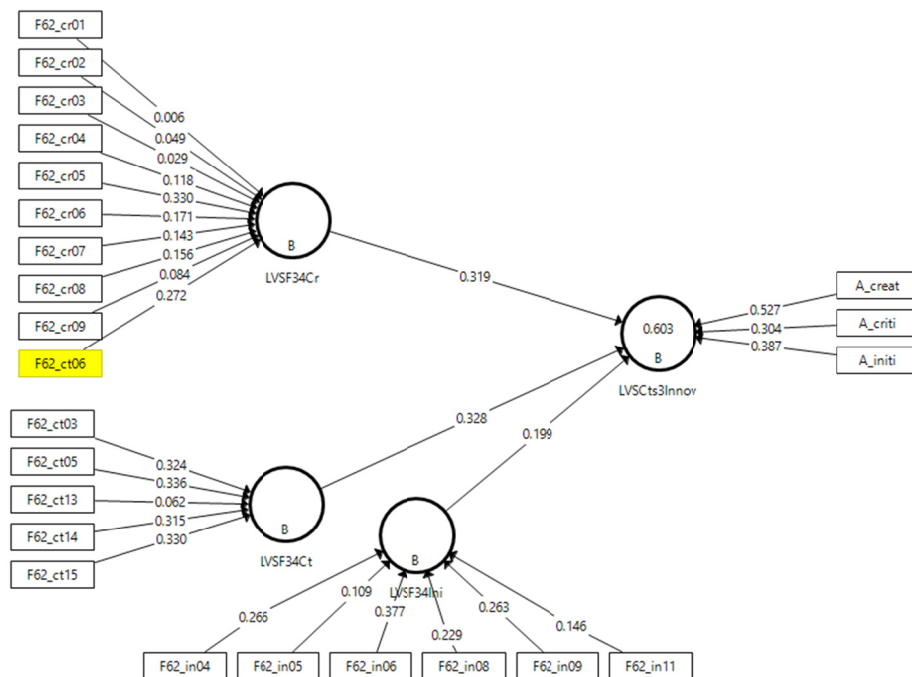 F62_cr01
F62_cr02
F62_cr03
F62_cr04
F62_cr05
F62_cr06
F62_cr07
F62_cr08
F62_cr09
F62_ct06
0.006
0.049
0.029
0.118
0.330
0.171
0.143
0.156
0.084
0.272
B
LVSF34Cr
0.319
0.603
B
LVSCts3Innov
0.527
0.304
0.387
A_creat
A_criti
A_initi
F62_ct03
F62_ct05
F62_ct13
F62_ct14
F62_ct15
0.324
0.336
0.062
0.315
0.330
B
LVSF34Ct
0.328
0.199
B
LVSF34Ini
0.265
0.109
0.377
0.229
0.263
0.146
F62_in04
F62_in05
F62_in06
F62_in08
F62_in09
F62_in11